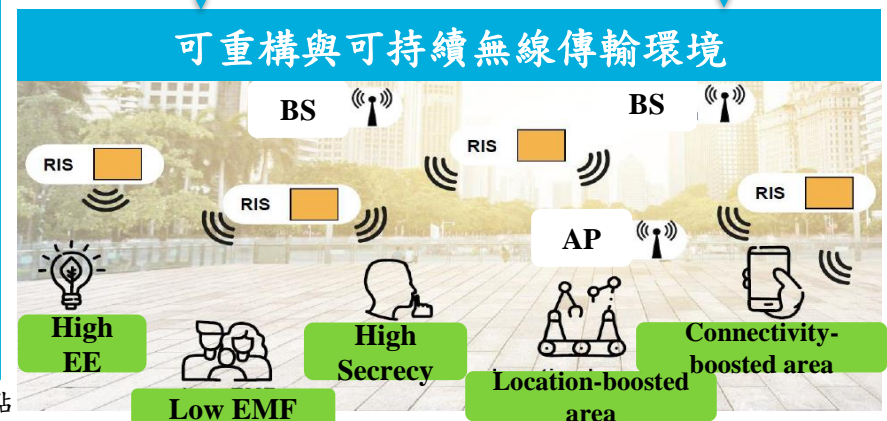 可重構與可持續無線傳輸環境
BS
BS
RIS
RIS
RIS
RIS
AP
High
EE
High
Secrecy
Connectivity-
boosted area
Location-boosted
area
Low EMF
點